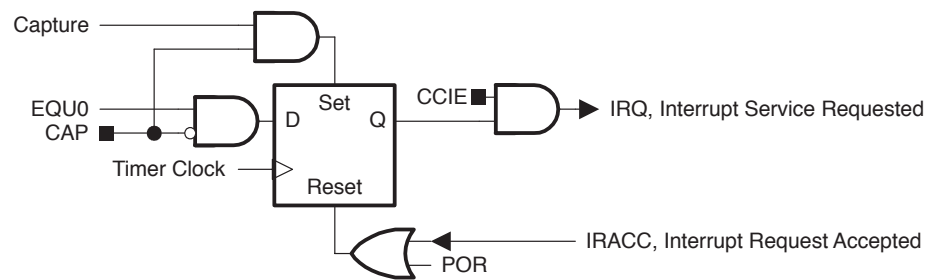 Capture
Set
CCIE
IRQ, Interrupt Service Requested
EQU0
D
Q
CAP
Timer Clock
Reset
IRACC, Interrupt Request Accepted
POR